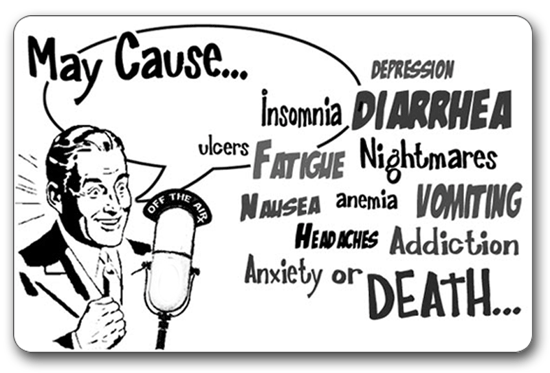 May Cause...
DEPRESSION
insomnia DIARRHEA
ulcers FATIGUE Nightmares
NAUSEA anemia VOMITING
HEADACHES Addiction
Anxiety or DEATH...
OFF THE AIR